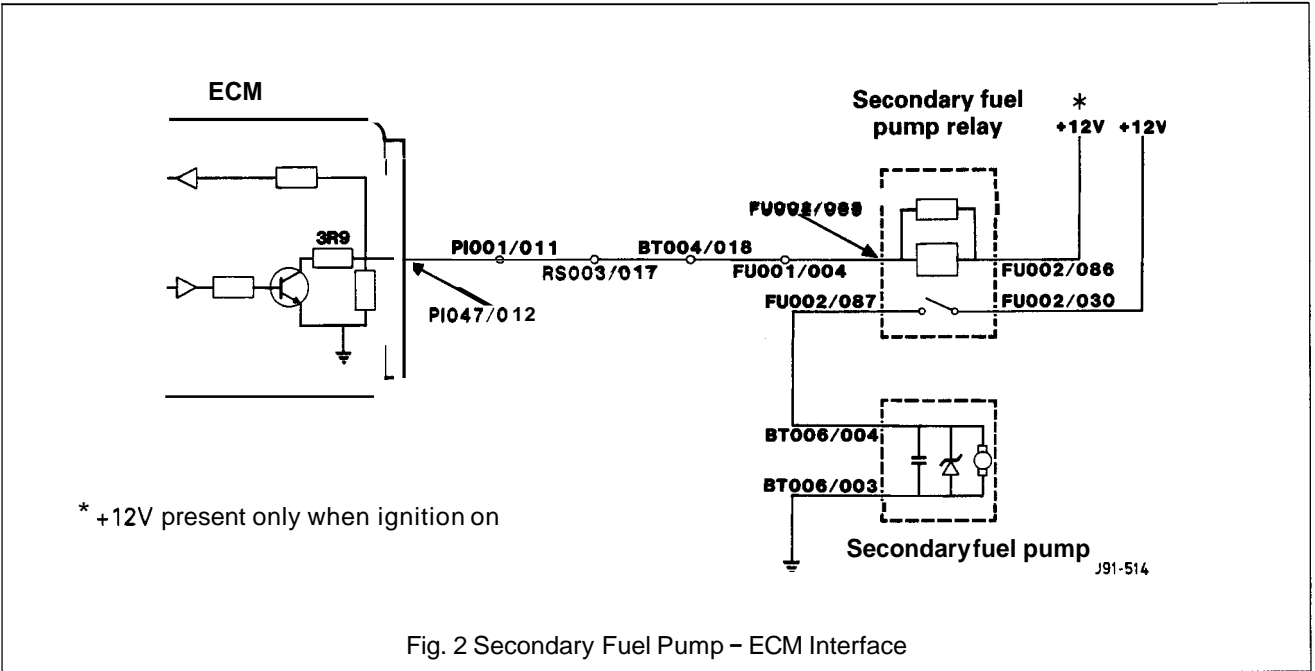 ECM
Secondary fuel
pump relay
*
+12V +12V
3R9
PI001/011
RS003/017
BT004/018
FU001/004
FU002/086
FU002/087
FU002/030
PI047/012
BT006/004
BT006/003
* +12V present only when ignition on
Secondary fuel pump
J91-514
Fig. 2 Secondary Fuel Pump – ECM Interface